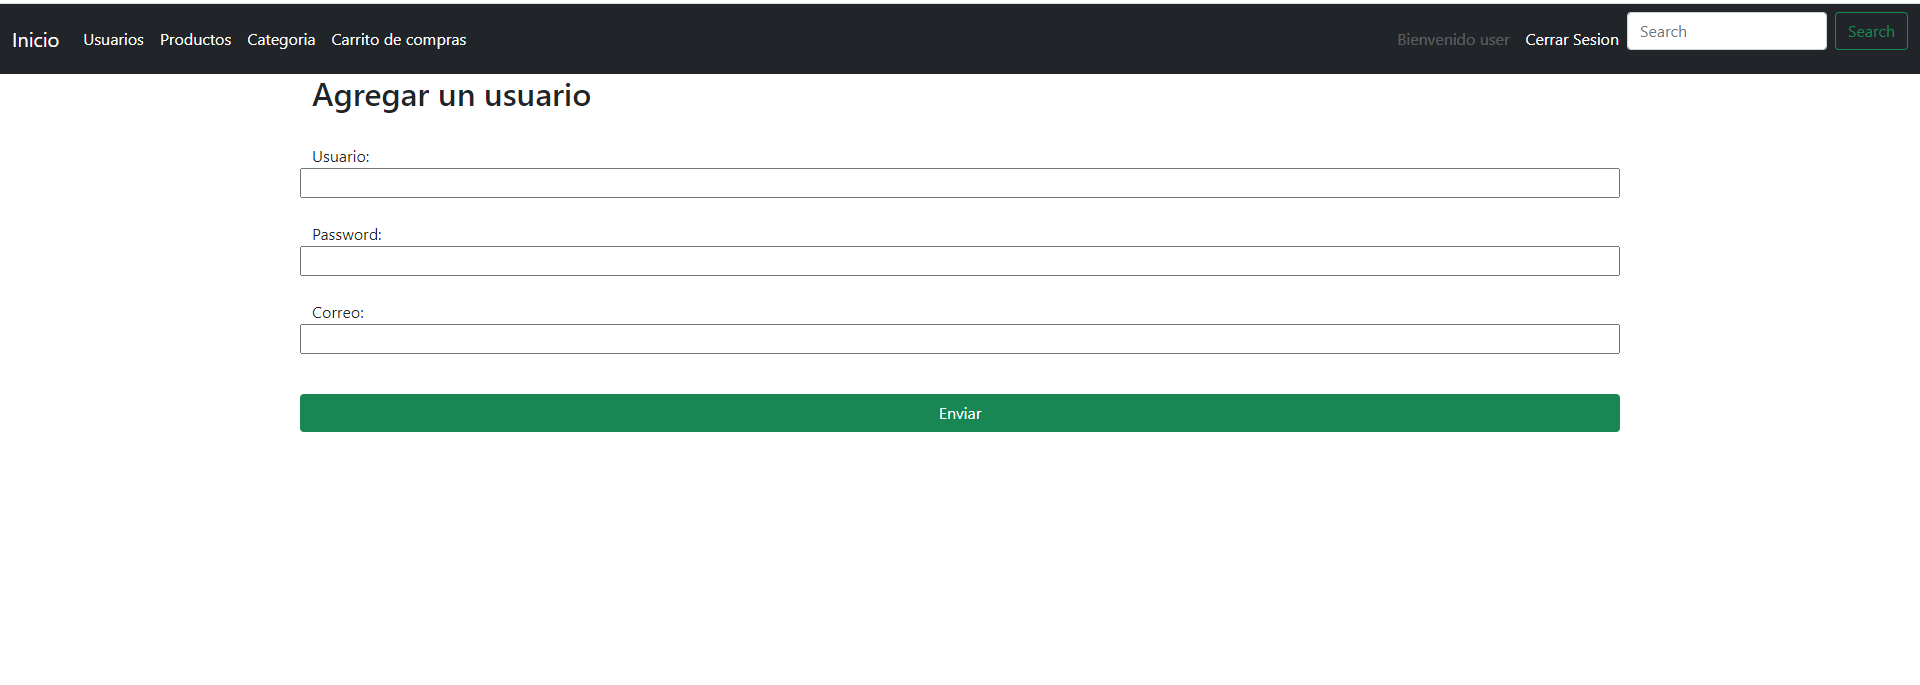 Inicio Usuarios Productos Categoria Carrito de compras Bienvenido user Cerrar Sesion Search Search
Agregar un usuario
Usuario:
Password:
Correo:
Enviar